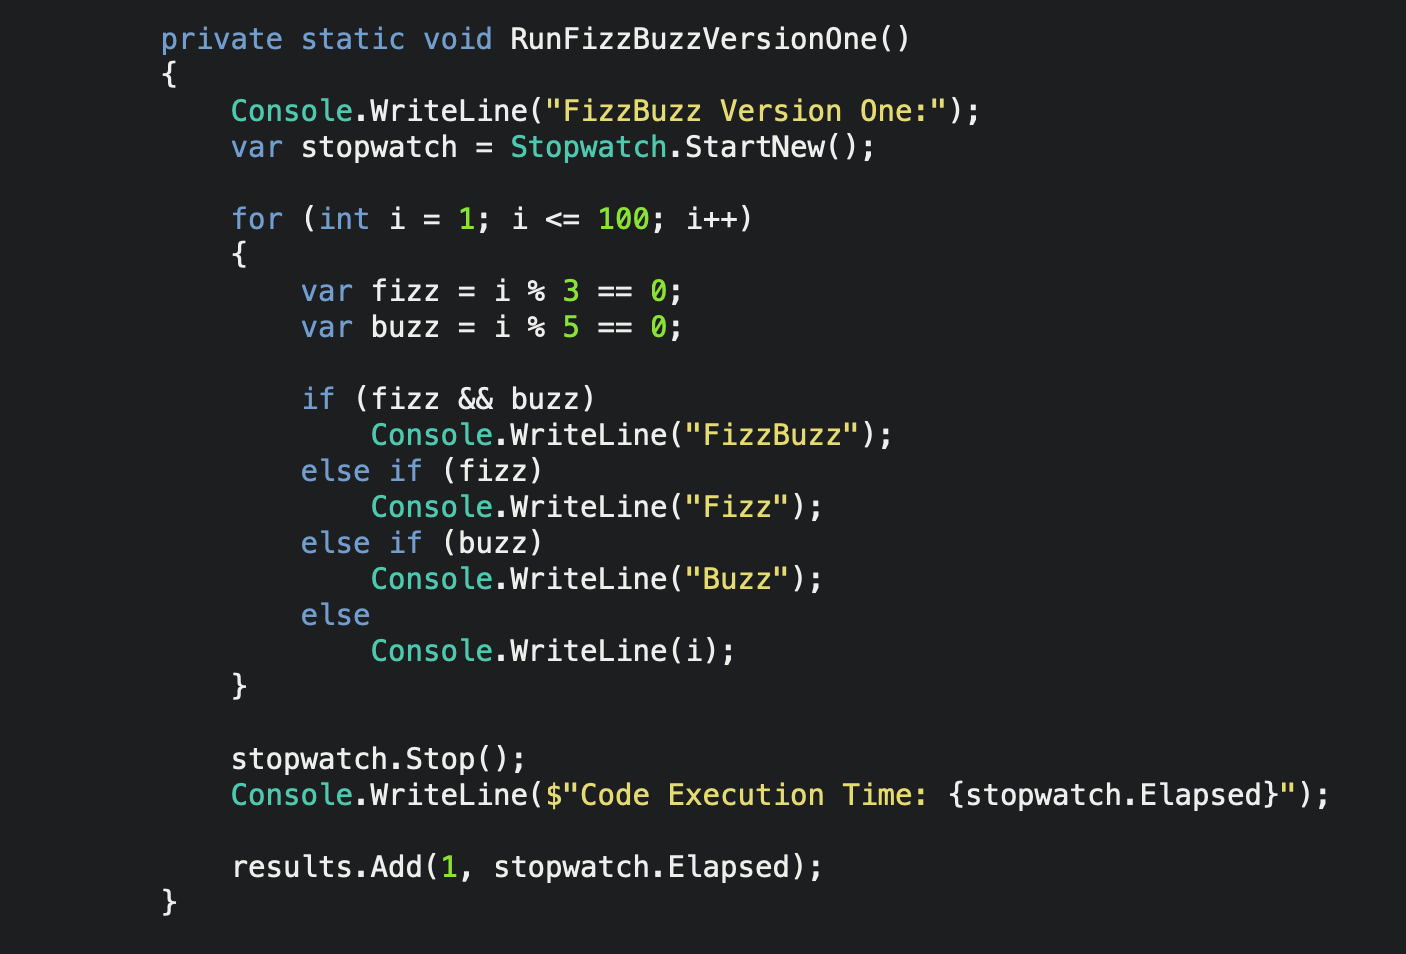 private static void RunFizzBuzzVersionOne()
{
    Console.WriteLine("FizzBuzz Version One:");
    var stopwatch = Stopwatch.StartNew();

    for (int i = 1; i <= 100; i++)
    {
        var fizz = i % 3 == 0;
        var buzz = i % 5 == 0;

        if (fizz && buzz)
            Console.WriteLine("FizzBuzz");
        else if (fizz)
            Console.WriteLine("Fizz");
        else if (buzz)
            Console.WriteLine("Buzz");
        else
            Console.WriteLine(i);
    }

    stopwatch.Stop();
    Console.WriteLine($"Code Execution Time: {stopwatch.Elapsed}");

    results.Add(1, stopwatch.Elapsed);
}